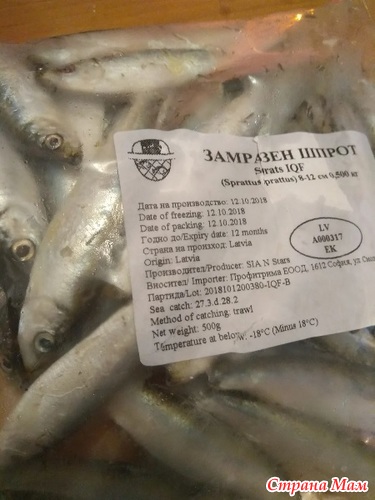 ЗАМРАЗЕН ШПРОТ
Sprats IQF
(Sprattus sprattus) 8-12 см 0,500 кг
Дата на производство: 12.10.2018
Date of freezing: 12.10.2018
Date of packing: 12.10.2018
Годно до/Expiry date: 12 months
Страна на произход: Latvia
Origin: Latvia
Производител/Producer: SIA N Stars
Вносител/ Importer: Профитрима ЕООД, 1612 София, ул
Партида/Lot: 2018101200380-IQF-B
Sea catch: 27.3.d.28.2
Method of catching: trawl
Net Weight: 500g
Temperature at below: -18°C (Minus 18°C)
LV
A000317
EK
Страна Мам